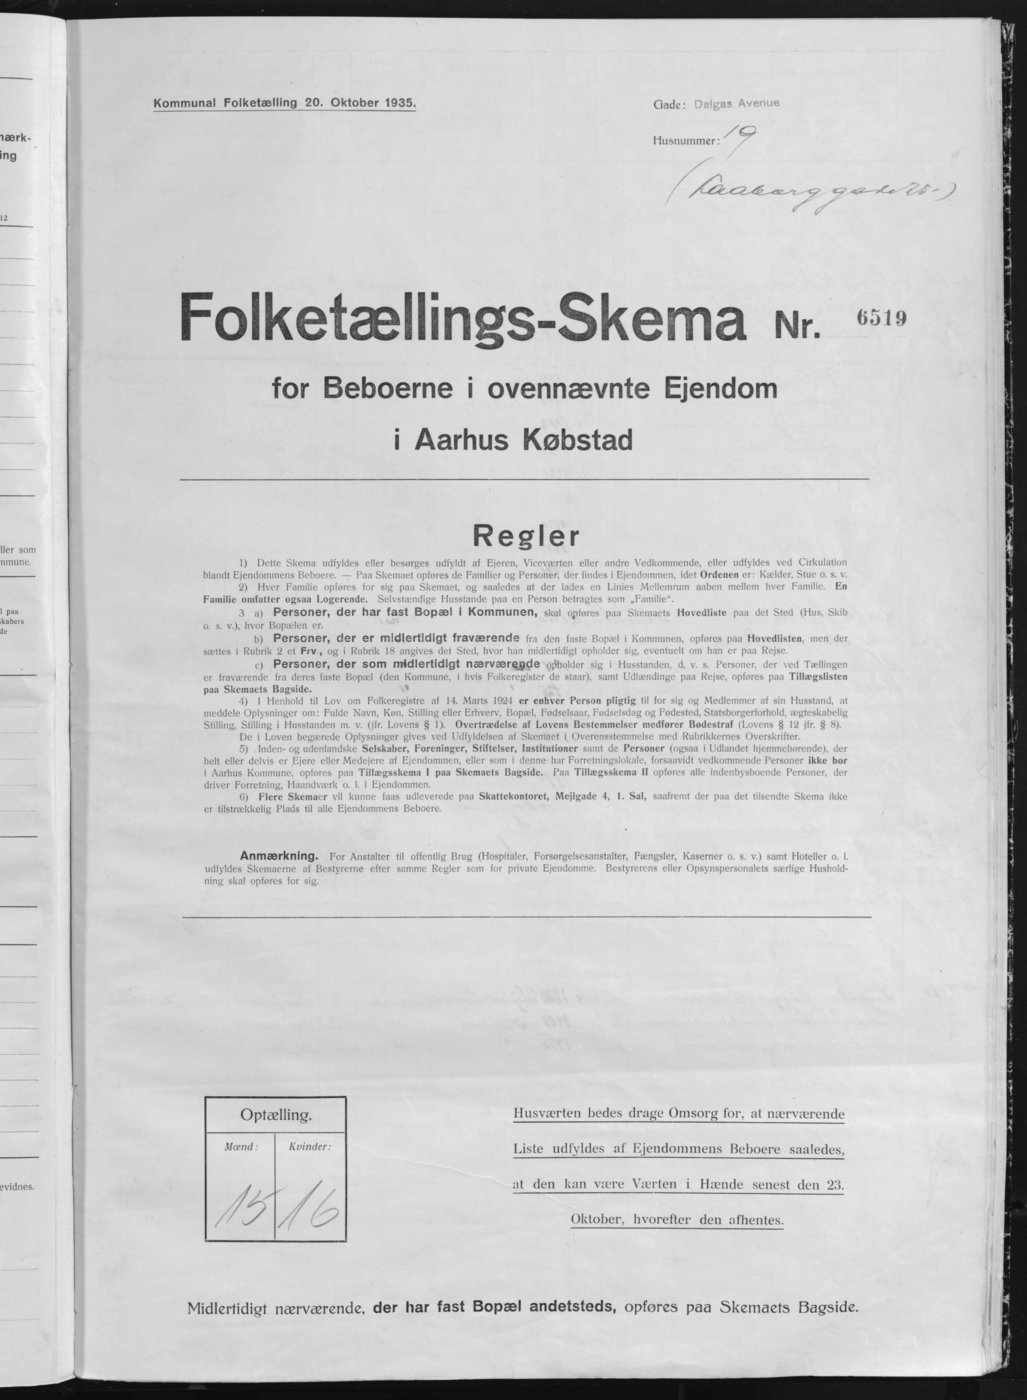 Kommunal Folketælling 20. Oktober 1935.
Gade: Dalgas Avenue
Husnummer: 19
Folketællings-Skema Nr. 6519
for Beboerne i ovennævnte Ejendom
i Aarhus Købstad
Regler
1) Dette Skema udfyldes eller besørges udfyldt af Ejeren, Viceværten eller andre Vedkommende, eller udfyldes ved Cirkulation
blandt Ejendommens Beboere. — Paa Skemaet opføres de Familier og Personer, der findes i Ejendommen, idet Ordenen er: Kælder, Stue o. s. v.
2) Hver Familie opføres for sig paa Skemaet, og saaledes at der lades en Linies Mellemrum aaben mellem hver Familie. En
Familie omfatter ogsaa Logerende. Selvstændige Husstande paa en Person betragtes som „Familie“.
3 a) Personer, der har fast Bopæl i Kommunen, skal opføres paa Skemaets Hovedliste paa det Sted (Hus, Skib
o. s. v.), hvor Bopælen er.
b) Personer, der er midlertidigt fraværende fra den faste Bopæl i Kommunen, opføres paa Hovedlisten, men der
sættes i Rubrik 2 et Frv., og i Rubrik 18 angives det Sted, hvor han midlertidigt opholder sig, eventuelt om han er paa Rejse.
c) Personer, der som midlertidigt nærværende opholder sig i Husstanden, d. v. s. Personer, der ved Tællingen
er fraværende fra deres faste Bopæl (den Kommune, i hvis Folkeregister de staar), samt Udlændinge paa Rejse, opføres paa Tillægslisten
paa Skemaets Bagside.
4) I Henhold til Lov om Folkeregistre af 14. Marts 1924 er enhver Person pligtig til for sig og Medlemmer af sin Husstand, at
meddele Oplysninger om: Fulde Navn, Køn, Stilling eller Erhverv, Bopæl, Fødselsaar, Fødselsdag og Fødested, Statsborgerforhold, ægteskabelig
Stilling, Stilling i Husstanden m. v. (jfr. Lovens § 1). Overtrædelse af Lovens Bestemmelser medfører Bødestraf (Lovens § 12 jfr. § 8).
De i Loven begærede Oplysninger gives ved Udfyldelsen af Skemaet i Overensstemmelse med Rubrikkernes Overskrifter.
5) Inden- og udenlandske Selskaber, Foreninger, Stiftelser, Institutioner samt de Personer (ogsaa i Udlandet hjemmehørende), der
helt eller delvis er Ejere eller Medejere af Ejendommen, eller som i denne har Forretningslokale, forsaavidt vedkommende Personer ikke bor
i Aarhus Kommune, opføres paa Tillægsskema I paa Skemaets Bagside. Paa Tillægsskema II opføres alle indenbysboende Personer, der
driver Forretning, Haandværk o. l. i Ejendommen.
6) Flere Skemaer vil kunne faas udleverede paa Skattekontoret, Mejlgade 4, 1. Sal, saafremt der paa det tilsendte Skema ikke
er tilstrækkelig Plads til alle Ejendommens Beboere.
Anmærkning. For Anstalter til offentlig Brug (Hospitaler, Forsørgelsesanstalter, Fængsler, Kaserner o. s. v.) samt Hoteller o. l.
udfyldes Skemaerne af Bestyrerne efter samme Regler som for private Ejendomme. Bestyrerens eller Opsynspersonalets særlige Hushold-
ning skal opføres for sig.
Optælling.
Mænd: Kvinder:
15 16
Husværten bedes drage Omsorg for, at nærværende
Liste udfyldes af Ejendommens Beboere saaledes,
at den kan være Værten i Hænde senest den 23.
Oktober, hvorefter den afhentes.
Midlertidigt nærværende, der har fast Bopæl andetsteds, opføres paa Skemaets Bagside.